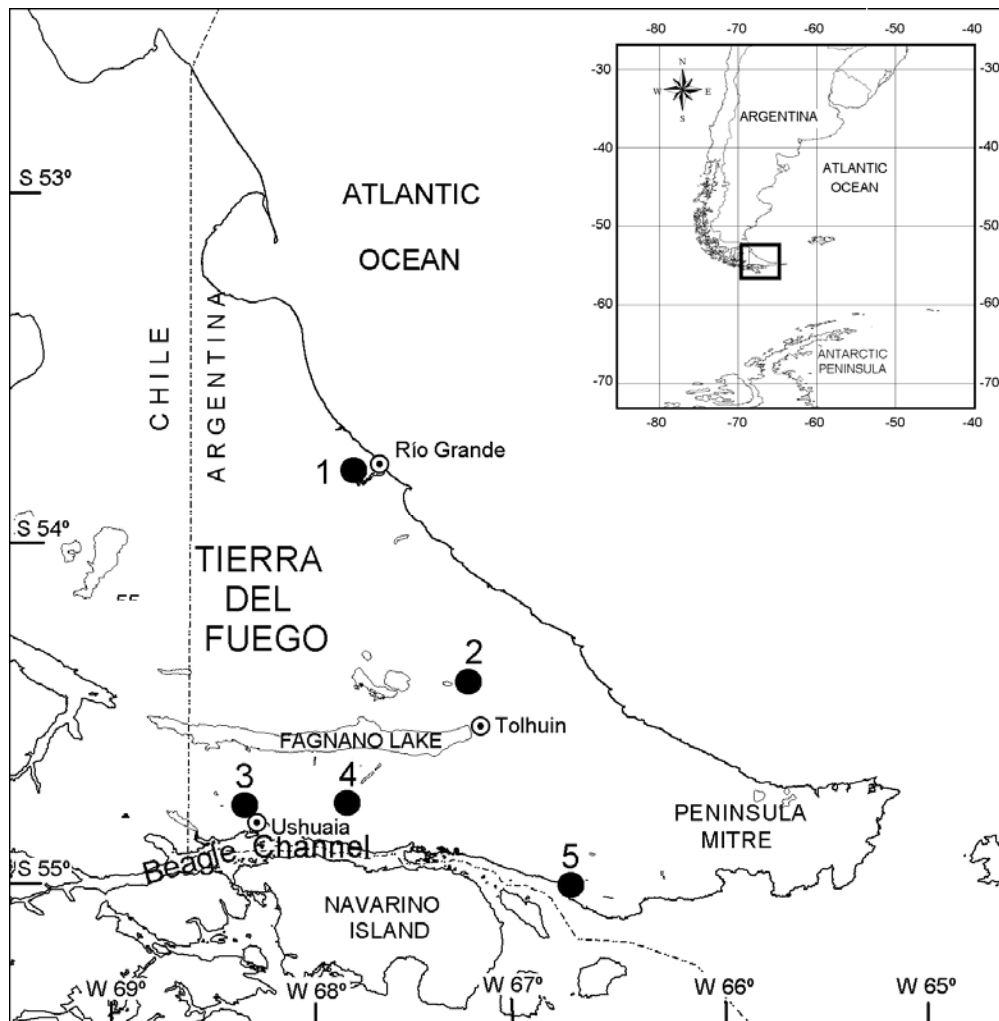 -80
-70
-60
-50
-40
-30
-30
N
W
E
S
ARGENTINA
-40
-40
ATLANTIC
OCEAN
-50
-50
-60
-60
ANTARCTIC
PENINSULA
-70
-70
-80
-70
-60
-50
-40
S 53º
ATLANTIC
OCEAN
CHILE
ARGENTINA
1
Río Grande
S 54º
TIERRA
DEL
FUEGO
2
Tolhuin
FAGNANO LAKE
3
4
Ushuaia
Beagle Channel
PENINSULA
MITRE
5
S 55º
NAVARINO
ISLAND
W 69º
W 68º
W 67º
W 66º
W 65º